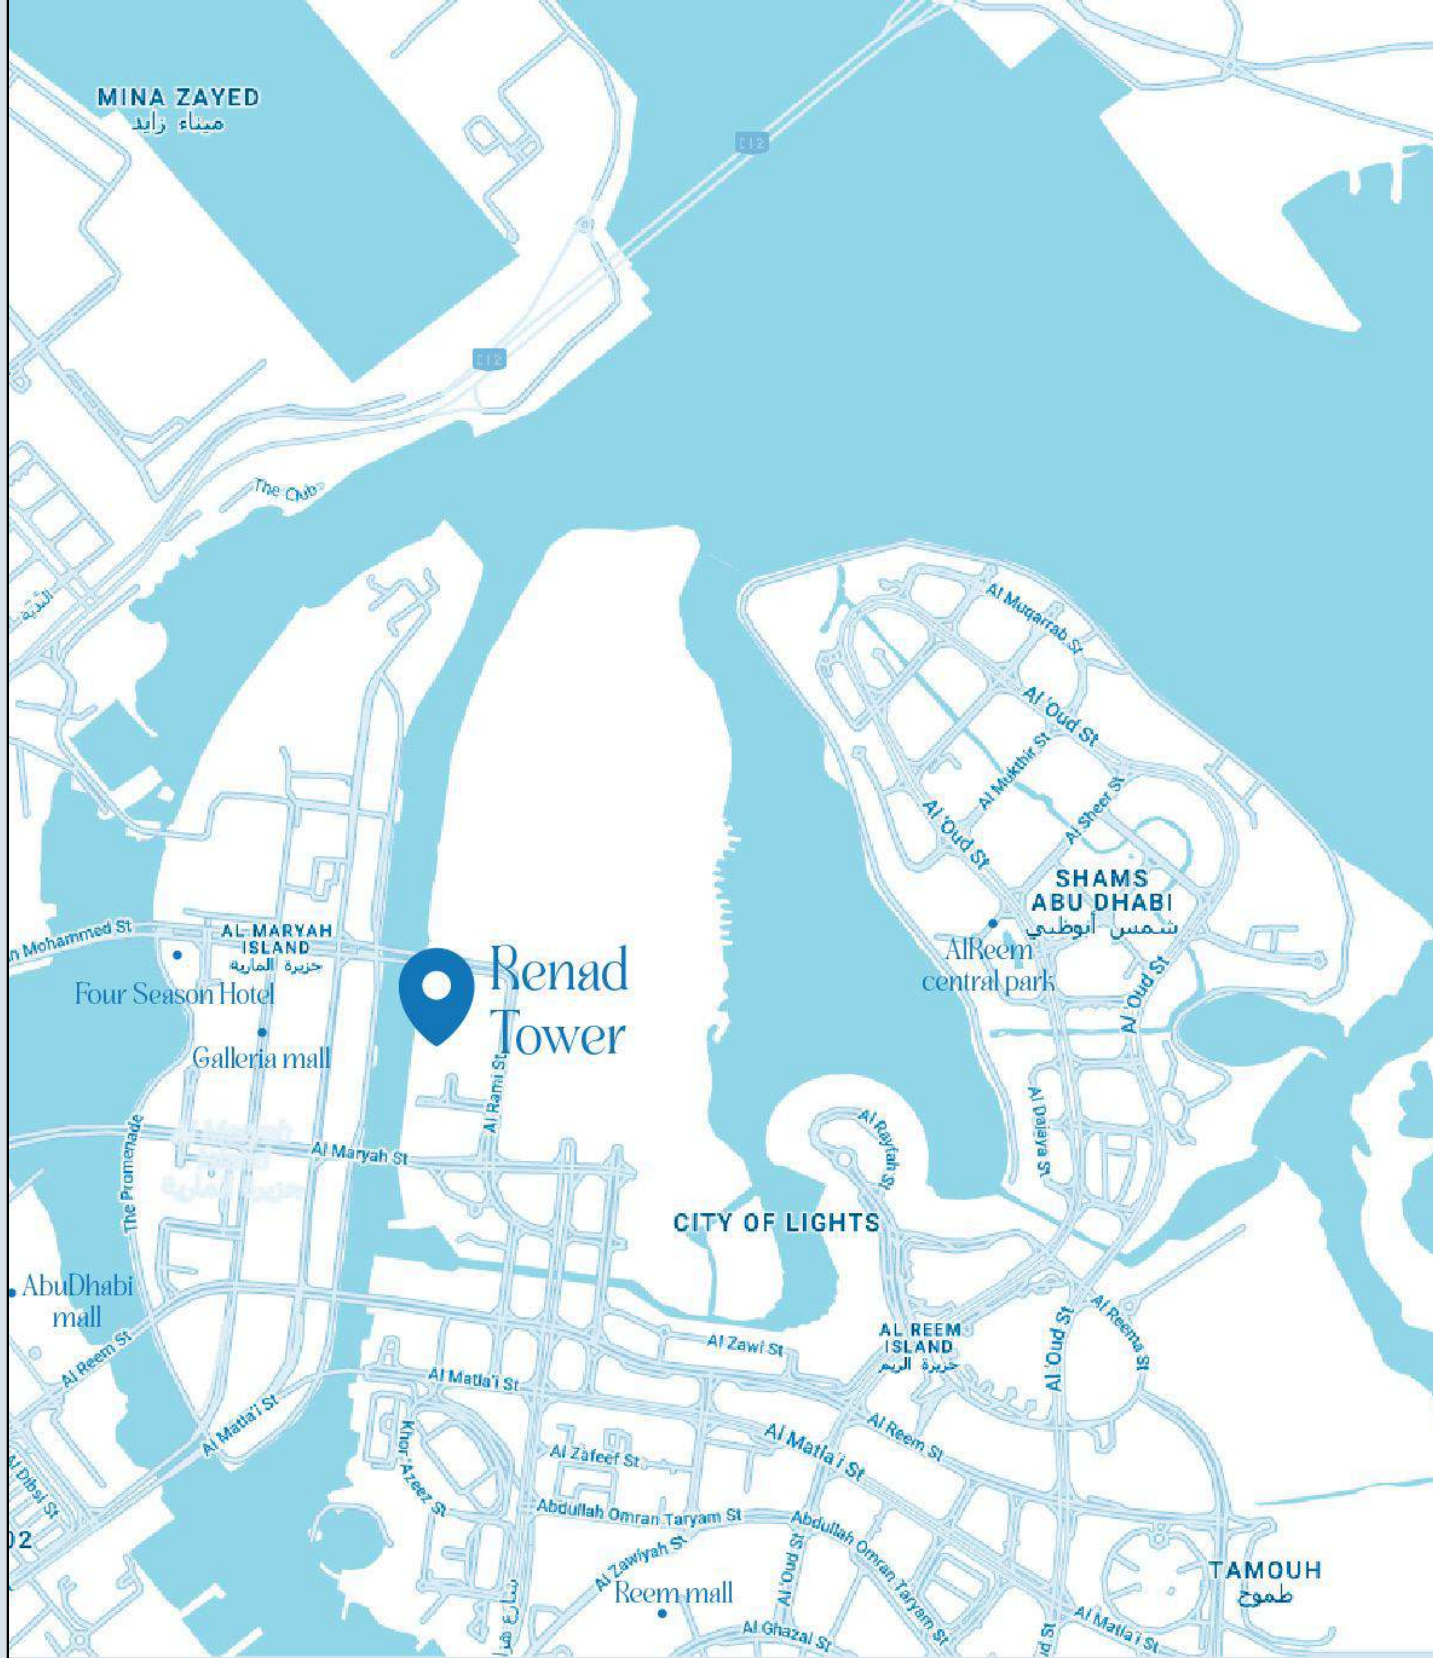 MINA ZAYED
ميناء زايد
E12
E12
The Club
Al Muqarrab St
Al 'Oud St
Al Mukthir St
Al Sheer St
Al 'Oud St
SHAMS
ABU DHABI
شمس أبوظبي
AL MARYAH
ISLAND
جزيرة المارية
n Mohammed St
Four Season Hotel
Renad
Tower
AlReem
central park
Al 'Oud St
Galleria mall
Al Rami St
Al Dajaya St
Al Rayfah St
The Promenade
Al Maryah St
جزيرة المارية
CITY OF LIGHTS
AbuDhabi
mall
Al Reem St
Al Zawi St
AL REEM
ISLAND
جزيرة الريم
Al 'Oud St
Al Reema St
Al Matla'i St
Al Matla'i St
Khor Azeez St
Al Zafeef St
Al Matla'i St
Al Reem St
Al Dibsi St
Abdullah Omran Taryam St
Abdullah Omran Taryam St
02
Al Zawiyah St
Al 'Oud St
Reem mall
TAMOUH
طموح
Al Ghazal St
Al Matla'i St
d St